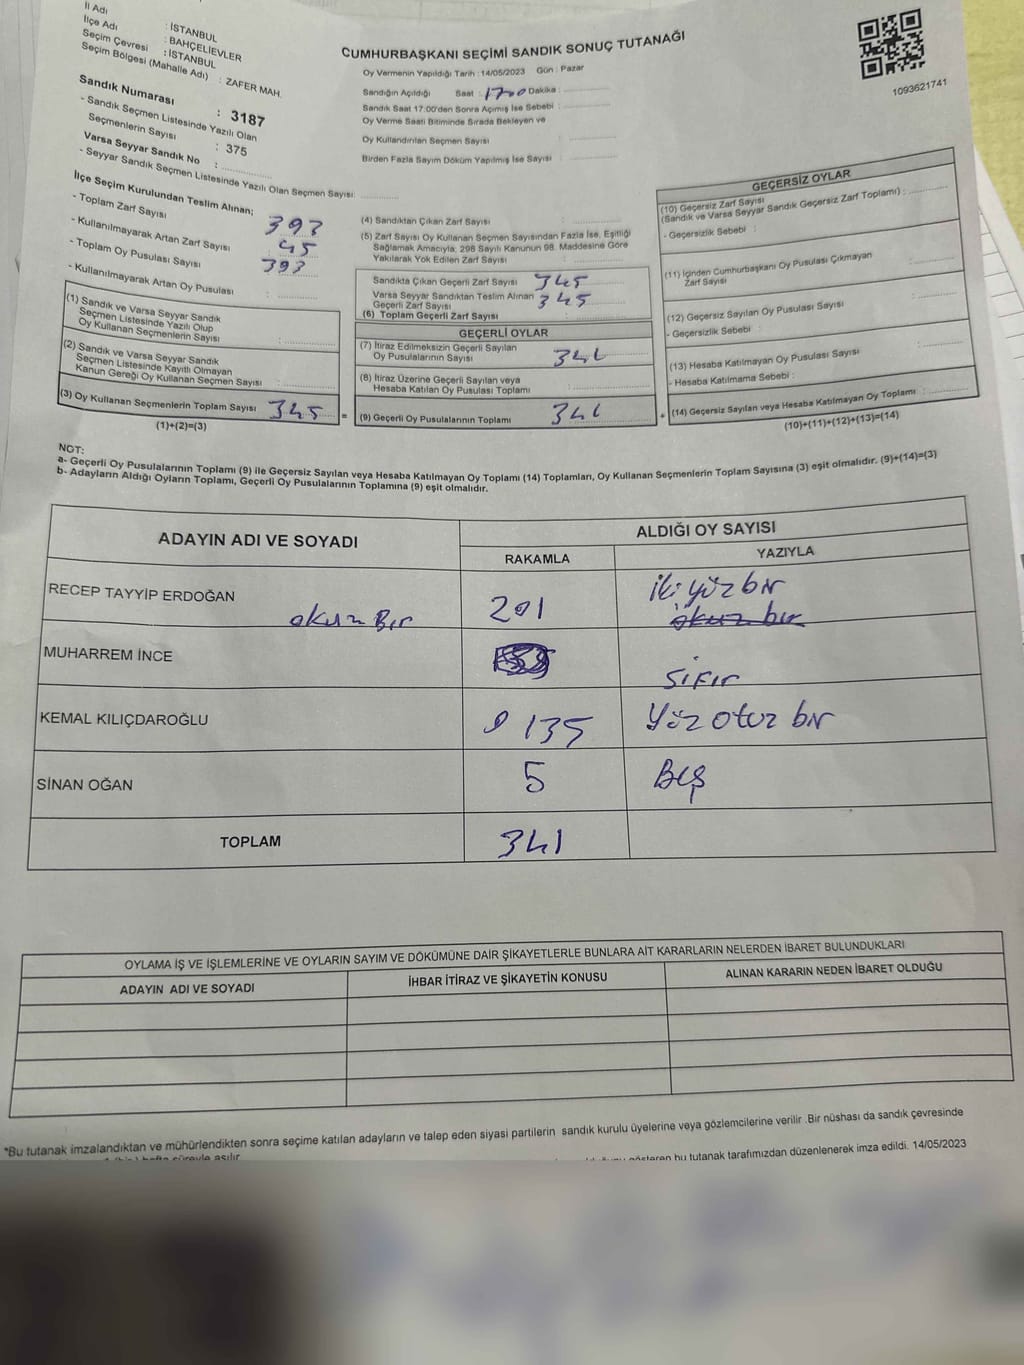 İl Adı : İSTANBUL
İlçe Adı : BAHÇELİEVLER
Seçim Çevresi : İSTANBUL
Seçim Bölgesi (Mahalle Adı) : ZAFER MAH.
Sandık Numarası : 3187
- Sandık Seçmen Listesinde Yazılı Olan
Seçmenlerin Sayısı : 375
Varsa Seyyar Sandık No :
- Seyyar Sandık Seçmen Listesinde Yazılı Olan Seçmen Sayısı:
İlçe Seçim Kurulundan Teslim Alınan;
- Toplam Zarf Sayısı 393
- Kullanılmayarak Artan Zarf Sayısı 45
- Toplam Oy Pusulası Sayısı 393
- Kullanılmayarak Artan Oy Pusulası :
(1) Sandık ve Varsa Seyyar Sandık
Seçmen Listesinde Yazılı Olup
Oy Kullanan Seçmenlerin Sayısı :
(2) Sandık ve Varsa Seyyar Sandık
Seçmen Listesinde Kayıtlı Olmayan
Kanun Gereği Oy Kullanan Seçmen Sayısı :
(3) Oy Kullanan Seçmenlerin Toplam Sayısı 345 =
(1)+(2)=(3)
CUMHURBAŞKANI SEÇİMİ SANDIK SONUÇ TUTANAĞI
Oy Vermenin Yapıldığı Tarih : 14/05/2023 Gün : Pazar
Sandığın Açıldığı Saat : 1700 Dakika :
Sandık Saat 17:00'den Sonra Açımış İse Sebebi :
Oy Verme Saati Bitiminde Sırada Bekleyen ve
Oy Kullandırılan Seçmen Sayısı :
Birden Fazla Sayım Döküm Yapılmış İse Sayısı :
(4) Sandıktan Çıkan Zarf Sayısı :
(5) Zarf Sayısı Oy Kullanan Seçmen Sayısından Fazla İse, Eşitliği
Sağlamak Amacıyla, 298 Sayılı Kanunun 98. Maddesine Göre
Yakılarak Yok Edilen Zarf Sayısı :
Sandıkta Çıkan Geçerli Zarf Sayısı 345
Varsa Seyyar Sandıktan Teslim Alınan 345
Geçerli Zarf Sayısı
(6) Toplam Geçerli Zarf Sayısı :
GEÇERLİ OYLAR
(7) İtiraz Edilmeksizin Geçerli Sayılan
Oy Pusulalarının Sayısı 341
(8) İtiraz Üzerine Geçerli Sayılan veya
Hesaba Katılan Oy Pusulası Toplamı :
(9) Geçerli Oy Pusulalarının Toplamı 341 +
1093621741
GEÇERSİZ OYLAR
(10) Geçersiz Zarf Sayısı
(Sandık ve Varsa Seyyar Sandık Geçersiz Zarf Toplamı) :
- Geçersizlik Sebebi :
(11) İçinden Cumhurbaşkanı Oy Pusulası Çıkmayan
Zarf Sayısı :
(12) Geçersiz Sayılan Oy Pusulası Sayısı :
- Geçersizlik Sebebi :
(13) Hesaba Katılmayan Oy Pusulası Sayısı :
- Hesaba Katılmama Sebebi :
(14) Geçersiz Sayılan veya Hesaba Katılmayan Oy Toplamı :
(10)+(11)+(12)+(13)=(14)
NOT:
a- Geçerli Oy Pusulalarının Toplamı (9) ile Geçersiz Sayılan veya Hesaba Katılmayan Oy Toplamı (14) Toplamları, Oy Kullanan Seçmenlerin Toplam Sayısına (3) eşit olmalıdır. (9)+(14)=(3)
b- Adayların Aldığı Oyların Toplamı, Geçerli Oy Pusulalarının Toplamına (9) eşit olmalıdır.
ADAYIN ADI VE SOYADI
ALDIĞI OY SAYISI
RAKAMLA YAZIYLA
RECEP TAYYİP ERDOĞAN 201 iki yüz bir
okuz Bir
okuz bir
MUHARREM İNCE sıfır
KEMAL KILIÇDAROĞLU 135 Yüz otuz bir
SİNAN OĞAN 5 Beş
TOPLAM 341
OYLAMA İŞ VE İŞLEMLERİNE VE OYLARIN SAYIM VE DÖKÜMÜNE DAİR ŞİKAYETLERLE BUNLARA AİT KARARLARIN NELERDEN İBARET BULUNDUKLARI
ADAYIN ADI VE SOYADI İHBAR İTİRAZ VE ŞİKAYETİN KONUSU ALINAN KARARIN NEDEN İBARET OLDUĞU
*Bu tutanak imzalandıktan ve mühürlendikten sonra seçime katılan adayların ve talep eden siyasi partilerin sandık kurulu üyelerine veya gözlemcilerine verilir .Bir nüshası da sandık çevresinde
hafta süreyle asılır. gösteren bu tutanak tarafımızdan düzenlenerek imza edildi. 14/05/2023